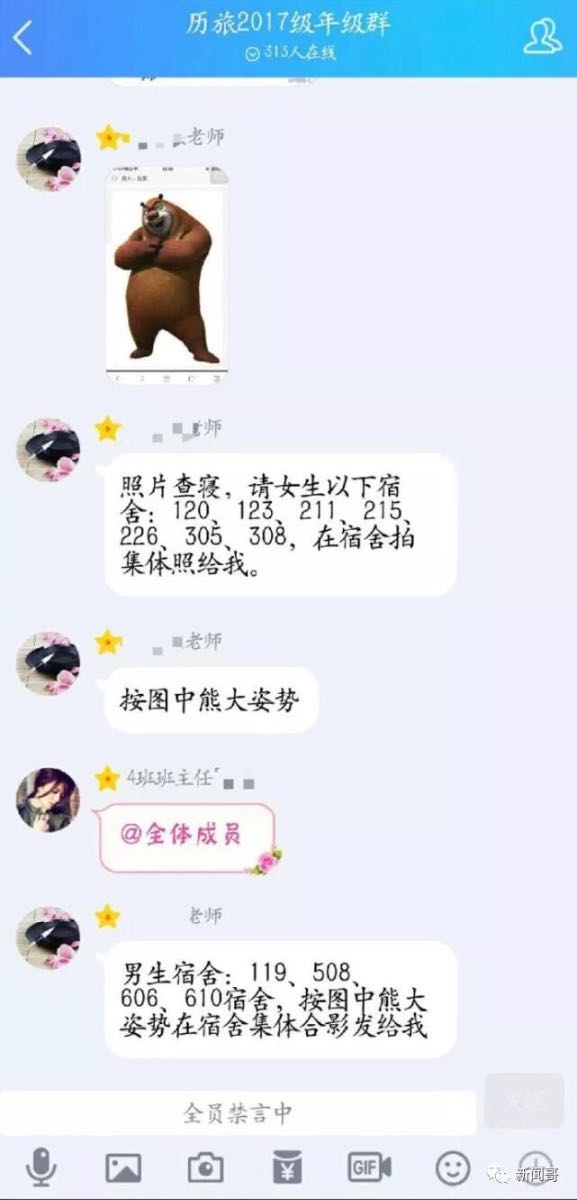 历旅2017级年级群
313人在线
老师
老师
照片查寝，请女生以下宿
舍：120、123、211、215、
226、305、308，在宿舍拍
集体照给我。
老师
按图中熊大姿势
4班班主任
@全体成员
老师
男生宿舍：119、508、
606、610宿舍，按图中熊大
姿势在宿舍集体合影发给我
全员禁言中
发送
GIF
新闻哥